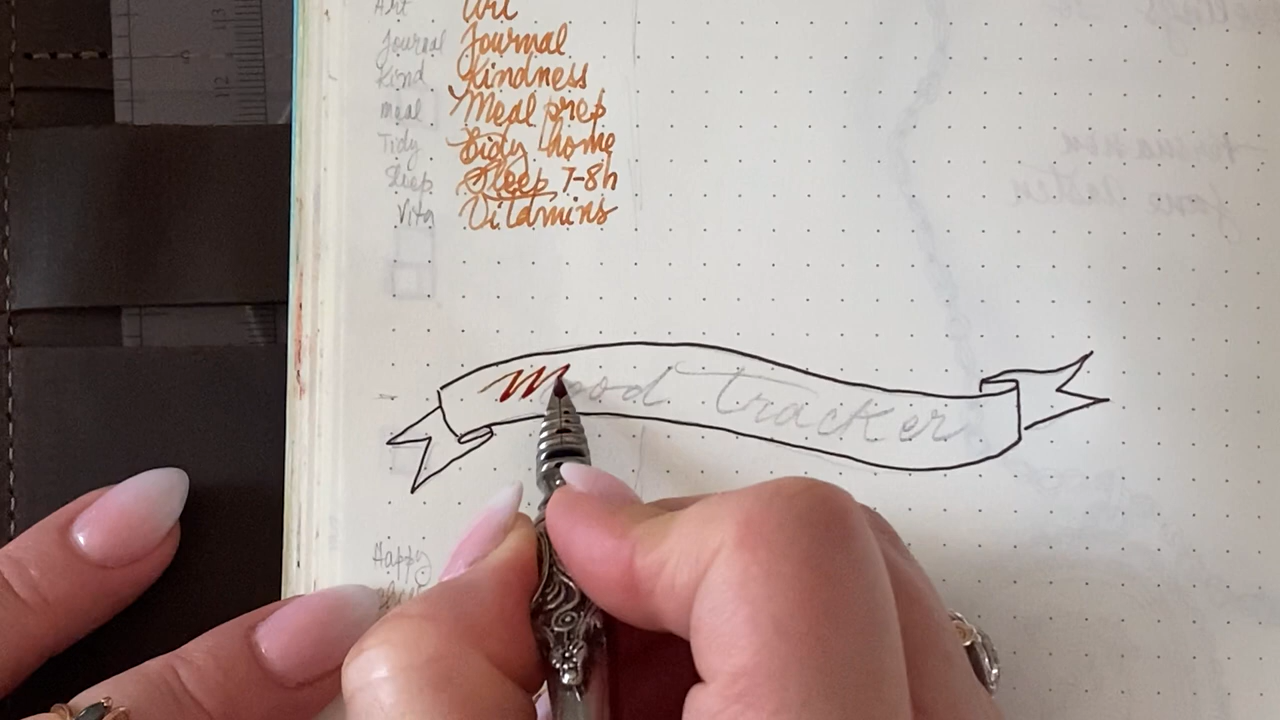 Art Art
Journal Journal
Kind Kindness
Meal Meal prep
Tidy Tidy home
Sleep Sleep 7-8h
Vita Vitamins
Mood Tracker
Happy